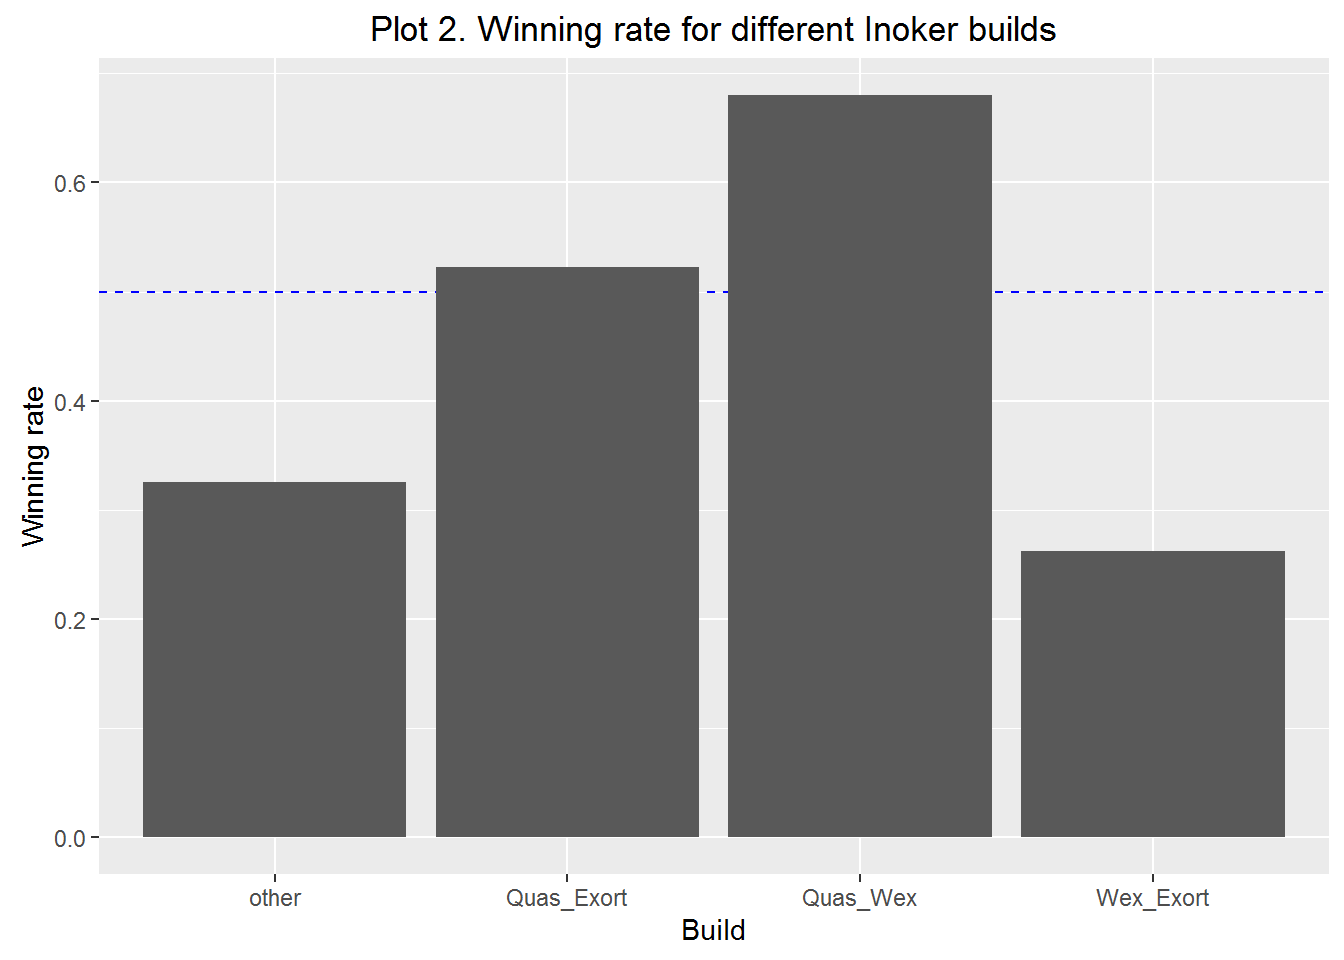 Plot 2. Winning rate for different Inoker builds
Winning rate
0.6
0.4
0.2
0.0
other Quas_Exort Quas_Wex Wex_Exort
Build